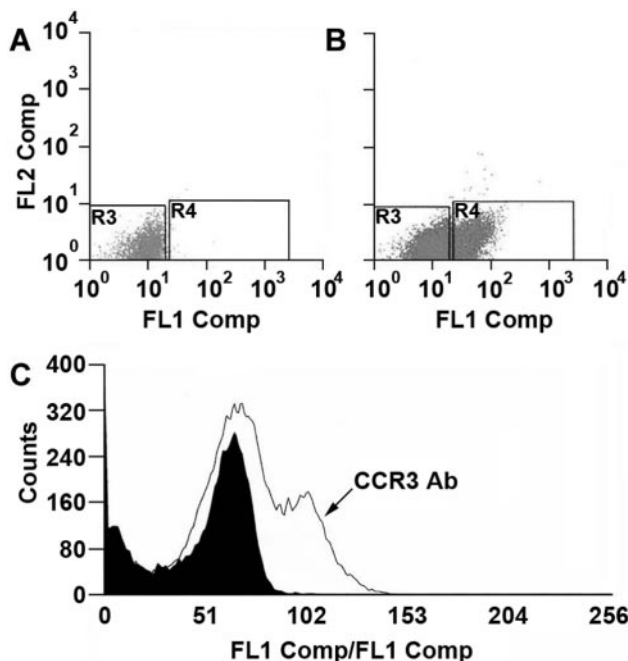 A
B
FL2 Comp
10^4
10^3
10^2
10^1
10^0
R3
R4
10^0 10^1 10^2 10^3 10^4
FL1 Comp
R3
R4
10^0 10^1 10^2 10^3 10^4
FL1 Comp
C
Counts
400
320
240
160
80
0
CCR3 Ab
0 51 102 153 204 256
FL1 Comp/FL1 Comp